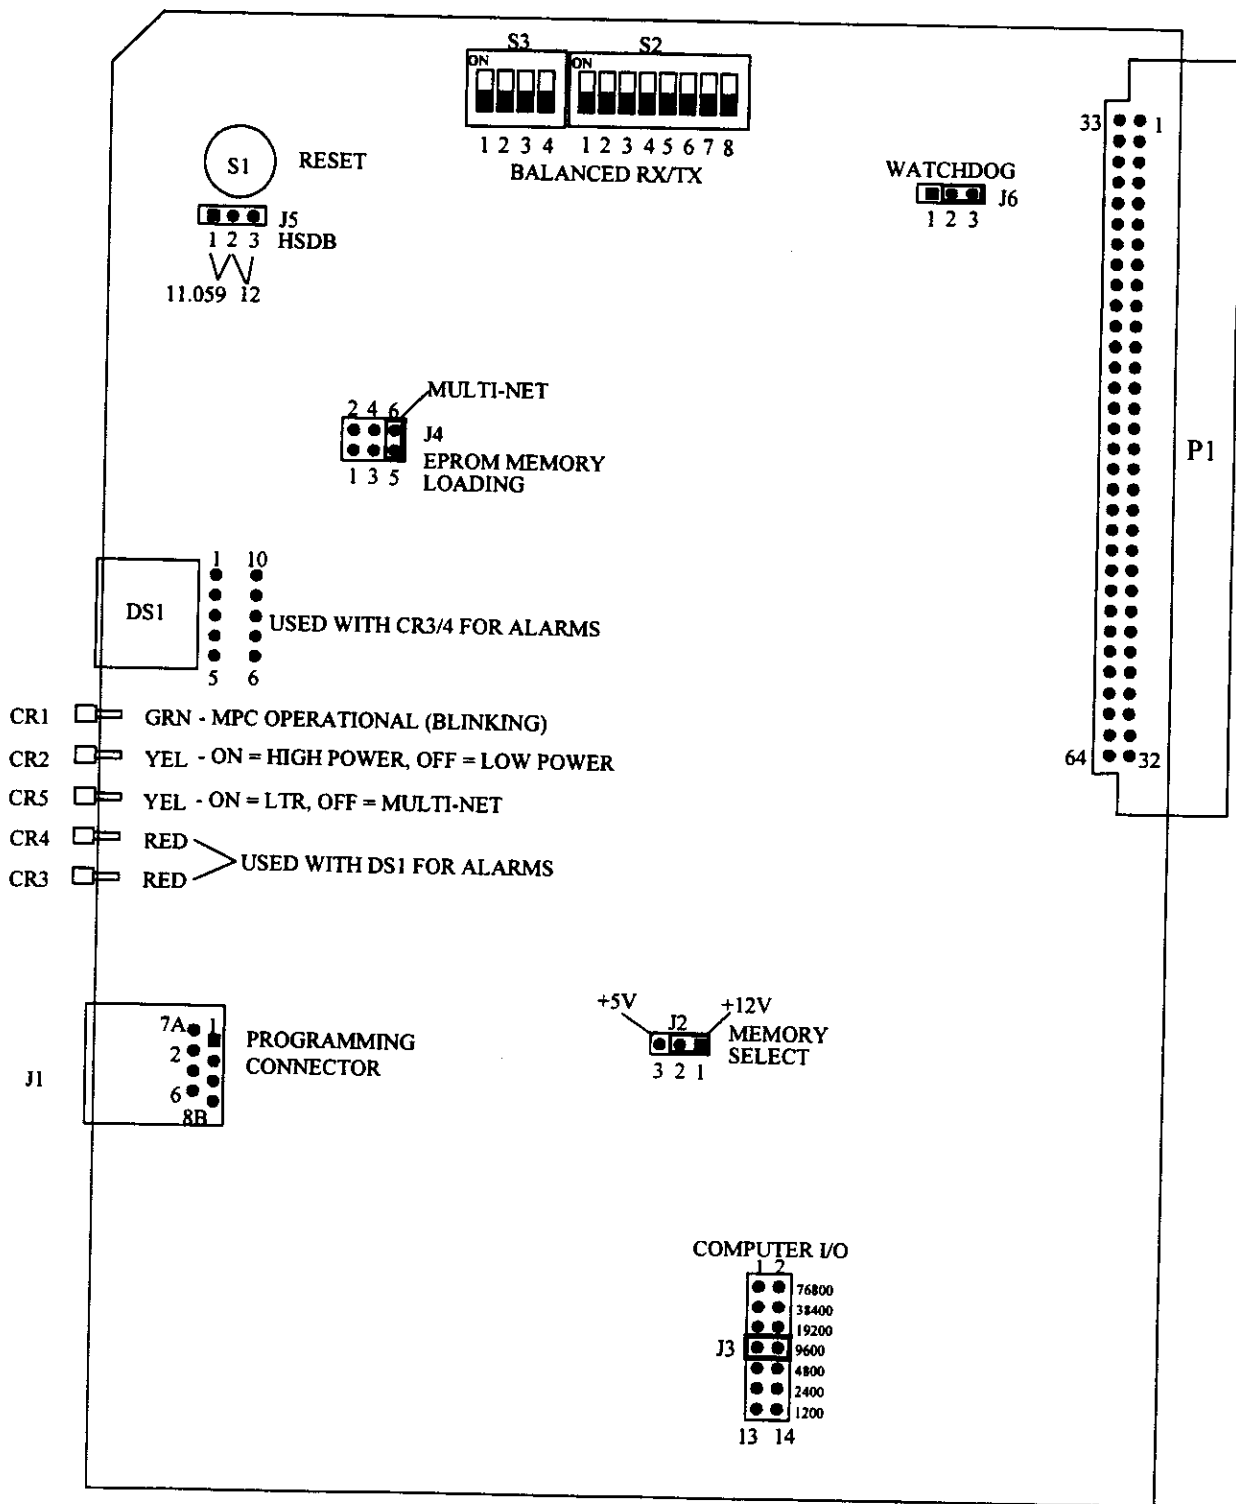 S3 S2
ON ON
1 2 3 4 1 2 3 4 5 6 7 8
BALANCED RX/TX
S1 RESET
J5
1 2 3 HSDB
11.059 12
WATCHDOG
J6
1 2 3
33 1
P1
64 32
MULTI-NET
2 4 6
J4
EPROM MEMORY
1 3 5 LOADING
1 10
DS1 USED WITH CR3/4 FOR ALARMS
5 6
CR1 GRN - MPC OPERATIONAL (BLINKING)
CR2 YEL - ON = HIGH POWER, OFF = LOW POWER
CR5 YEL - ON = LTR, OFF = MULTI-NET
CR4 RED
USED WITH DS1 FOR ALARMS
CR3 RED
+5V +12V
J2 MEMORY
SELECT
3 2 1
7A 1 PROGRAMMING
2 CONNECTOR
J1
6
8B
COMPUTER I/O
1 2
76800
38400
19200
J3 9600
4800
2400
1200
13 14